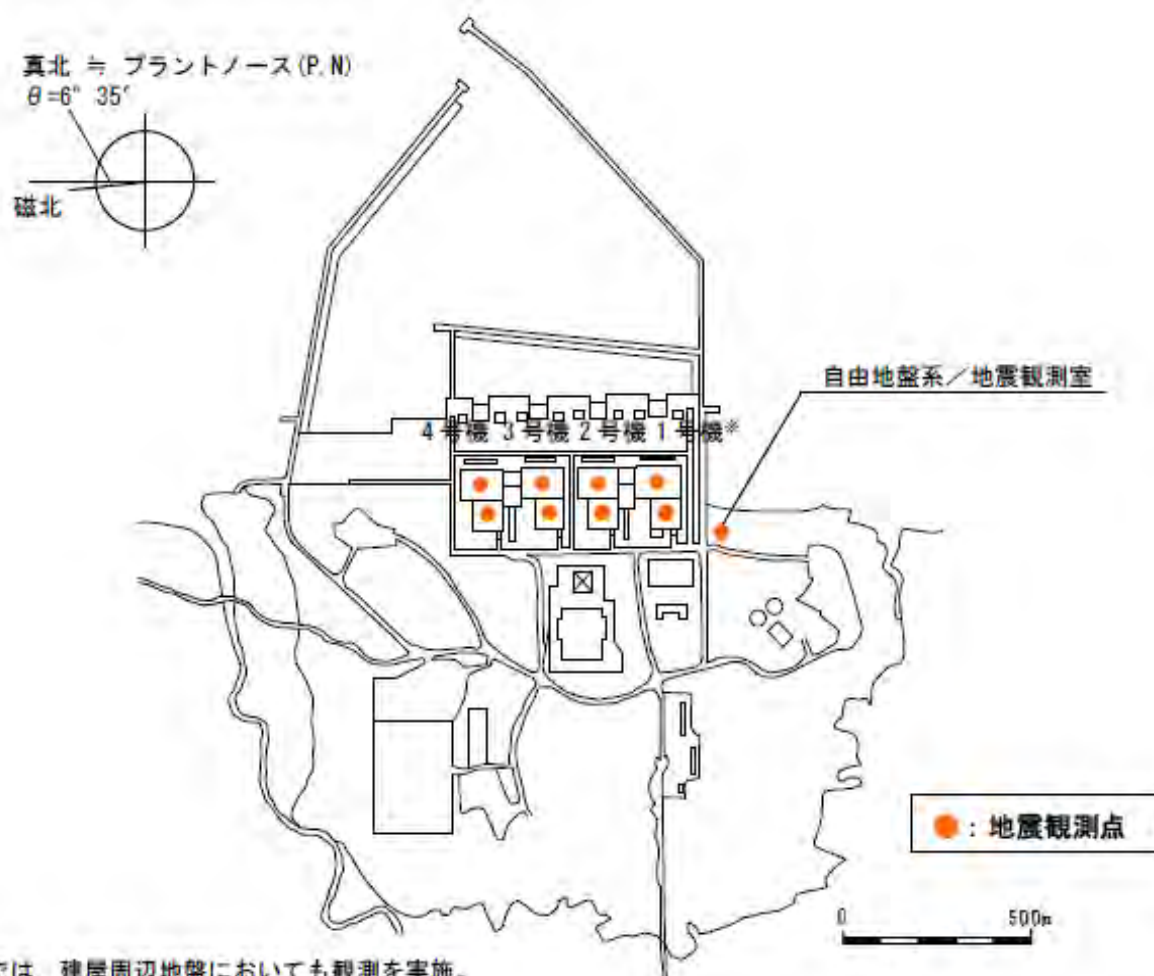 真北 ≒ プラントノース(P.N)
θ=6° 35′
磁北
自由地盤系／地震観測室
4号機 3号機 2号機 1号機※
●：地震観測点
0 500m
では、建屋周辺地盤においても観測を実施。